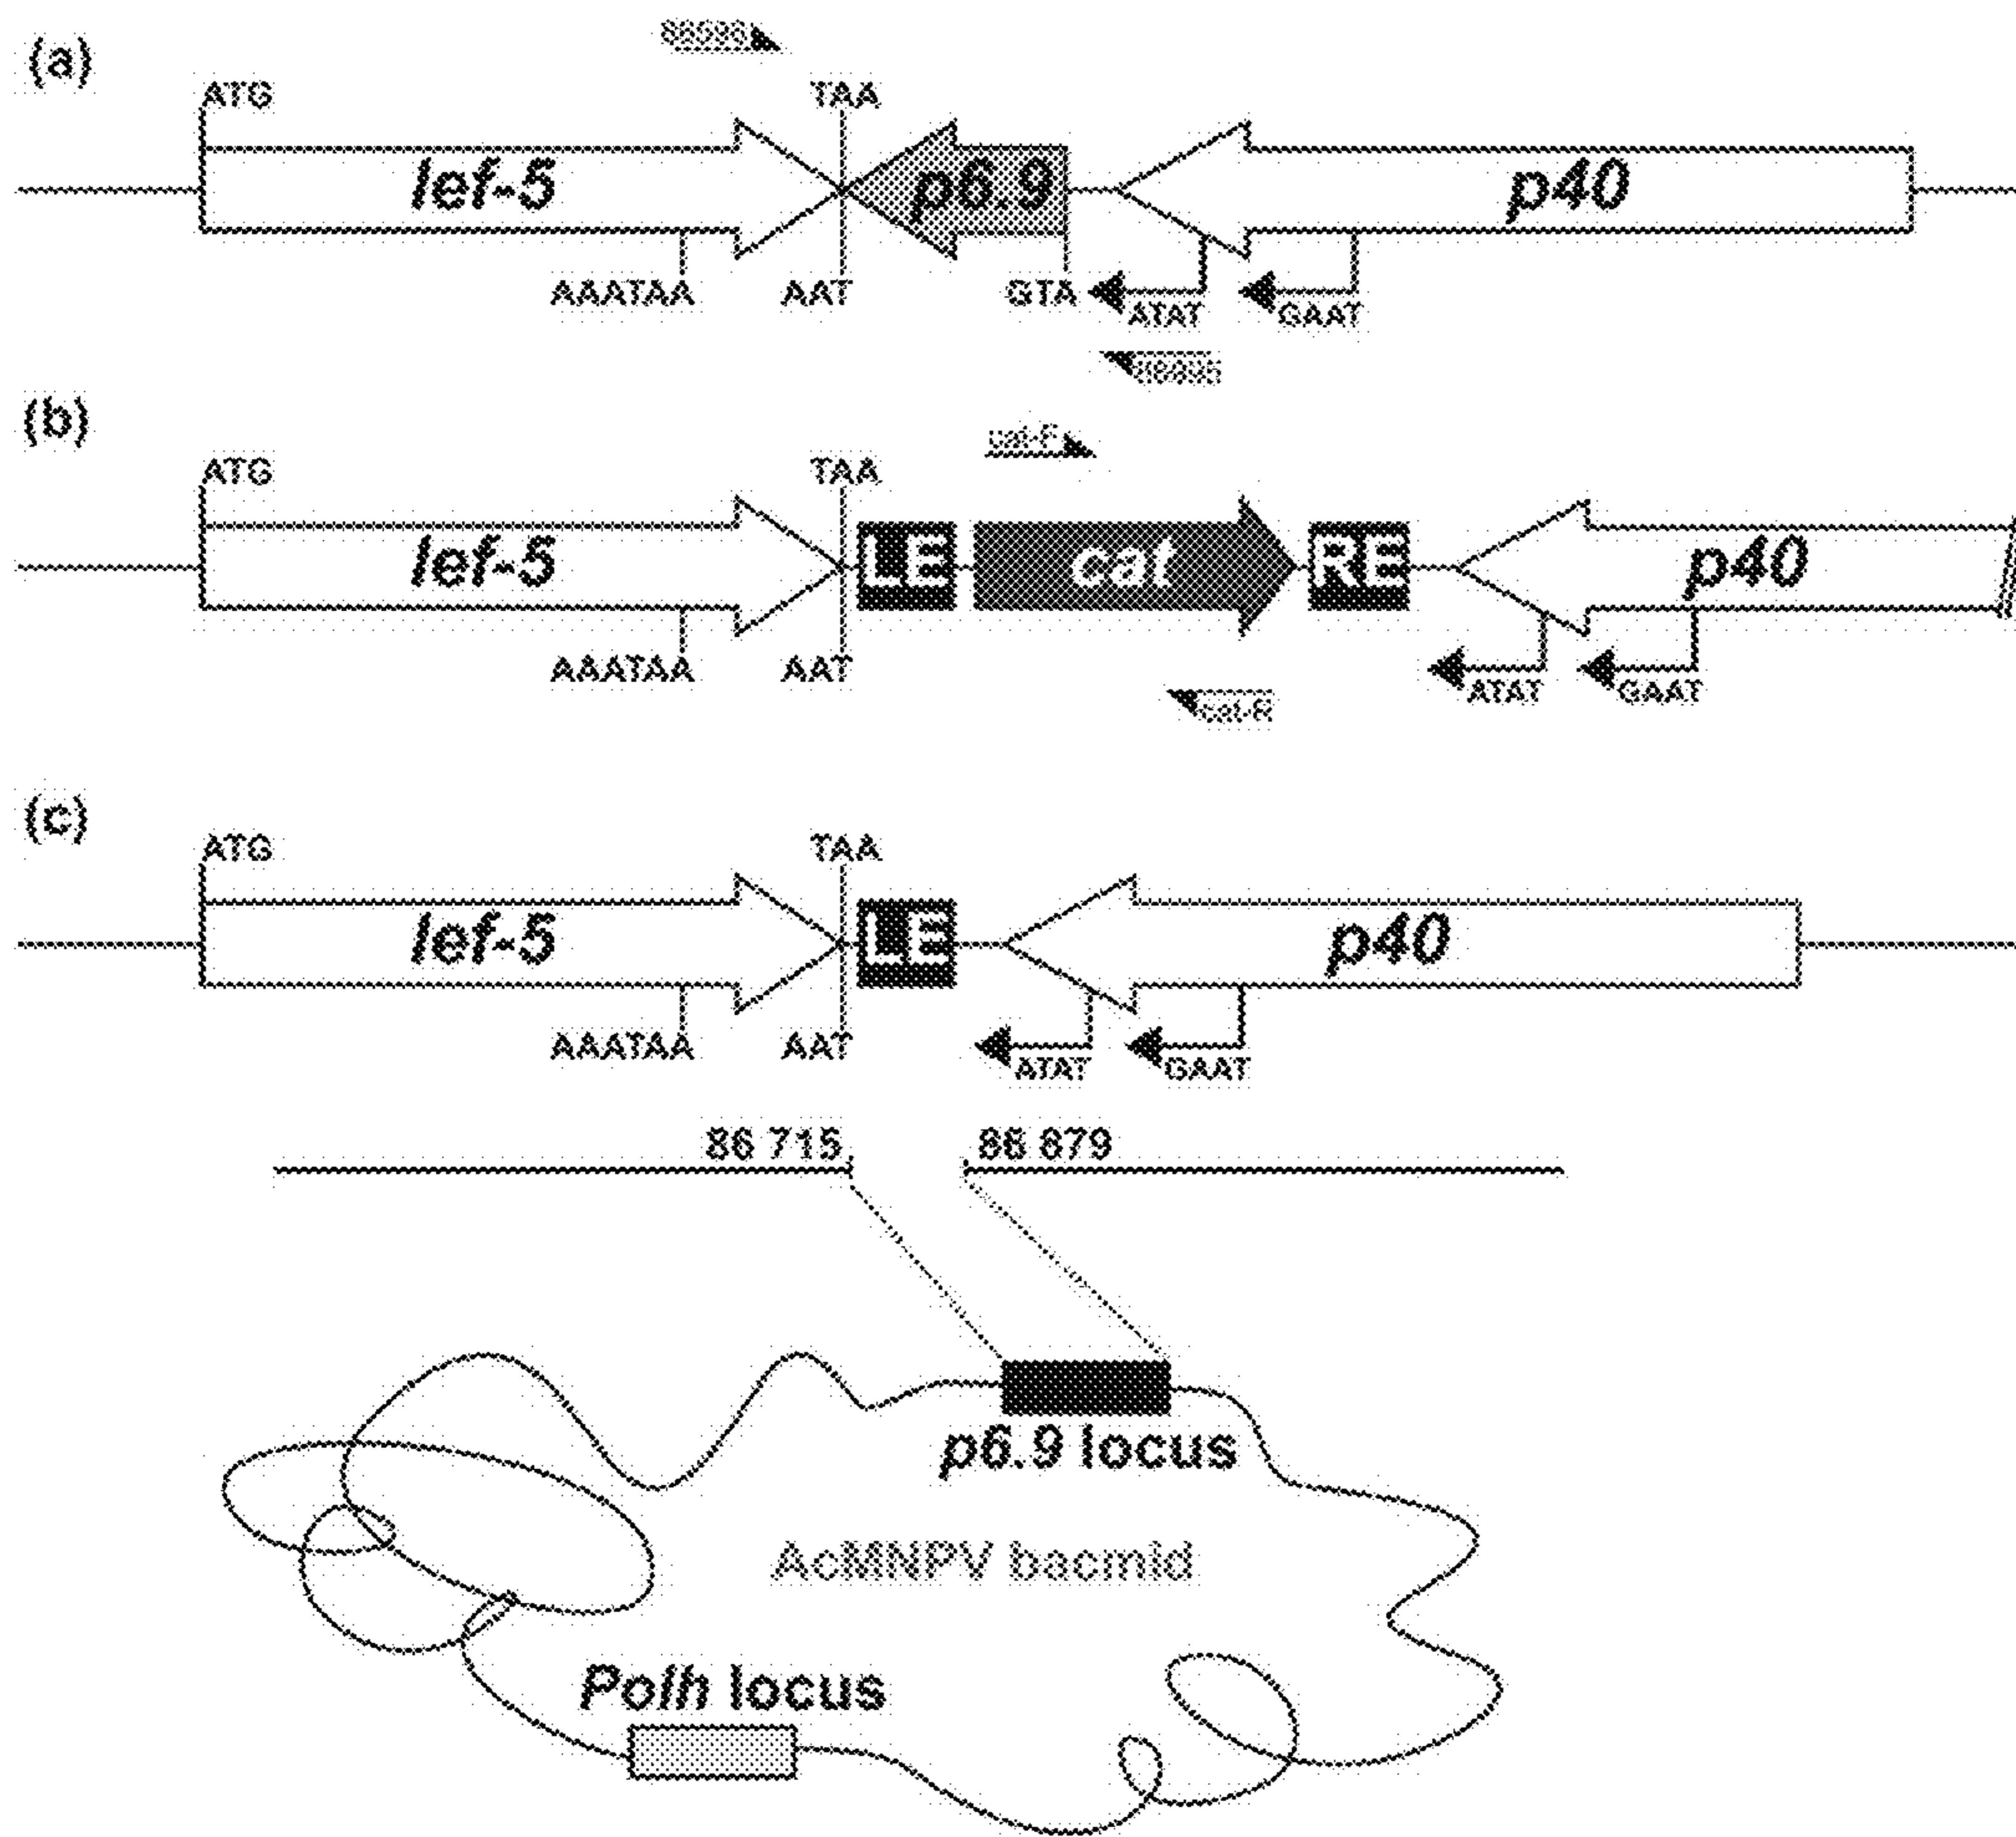 (a)
ATG TAA
lef-5 p6.9 p40
AAATAA AAT GTA ATAT GAAT
(b)
cat-F
ATG TAA
lef-5 LE cat RE p40
AAATAA AAT ATAT GAAT
cat-R
(c)
ATG TAA
lef-5 LE p40
AAATAA AAT ATAT GAAT
86 715 86 879
p6.9 locus
AcMNPV bacmid
Polh locus